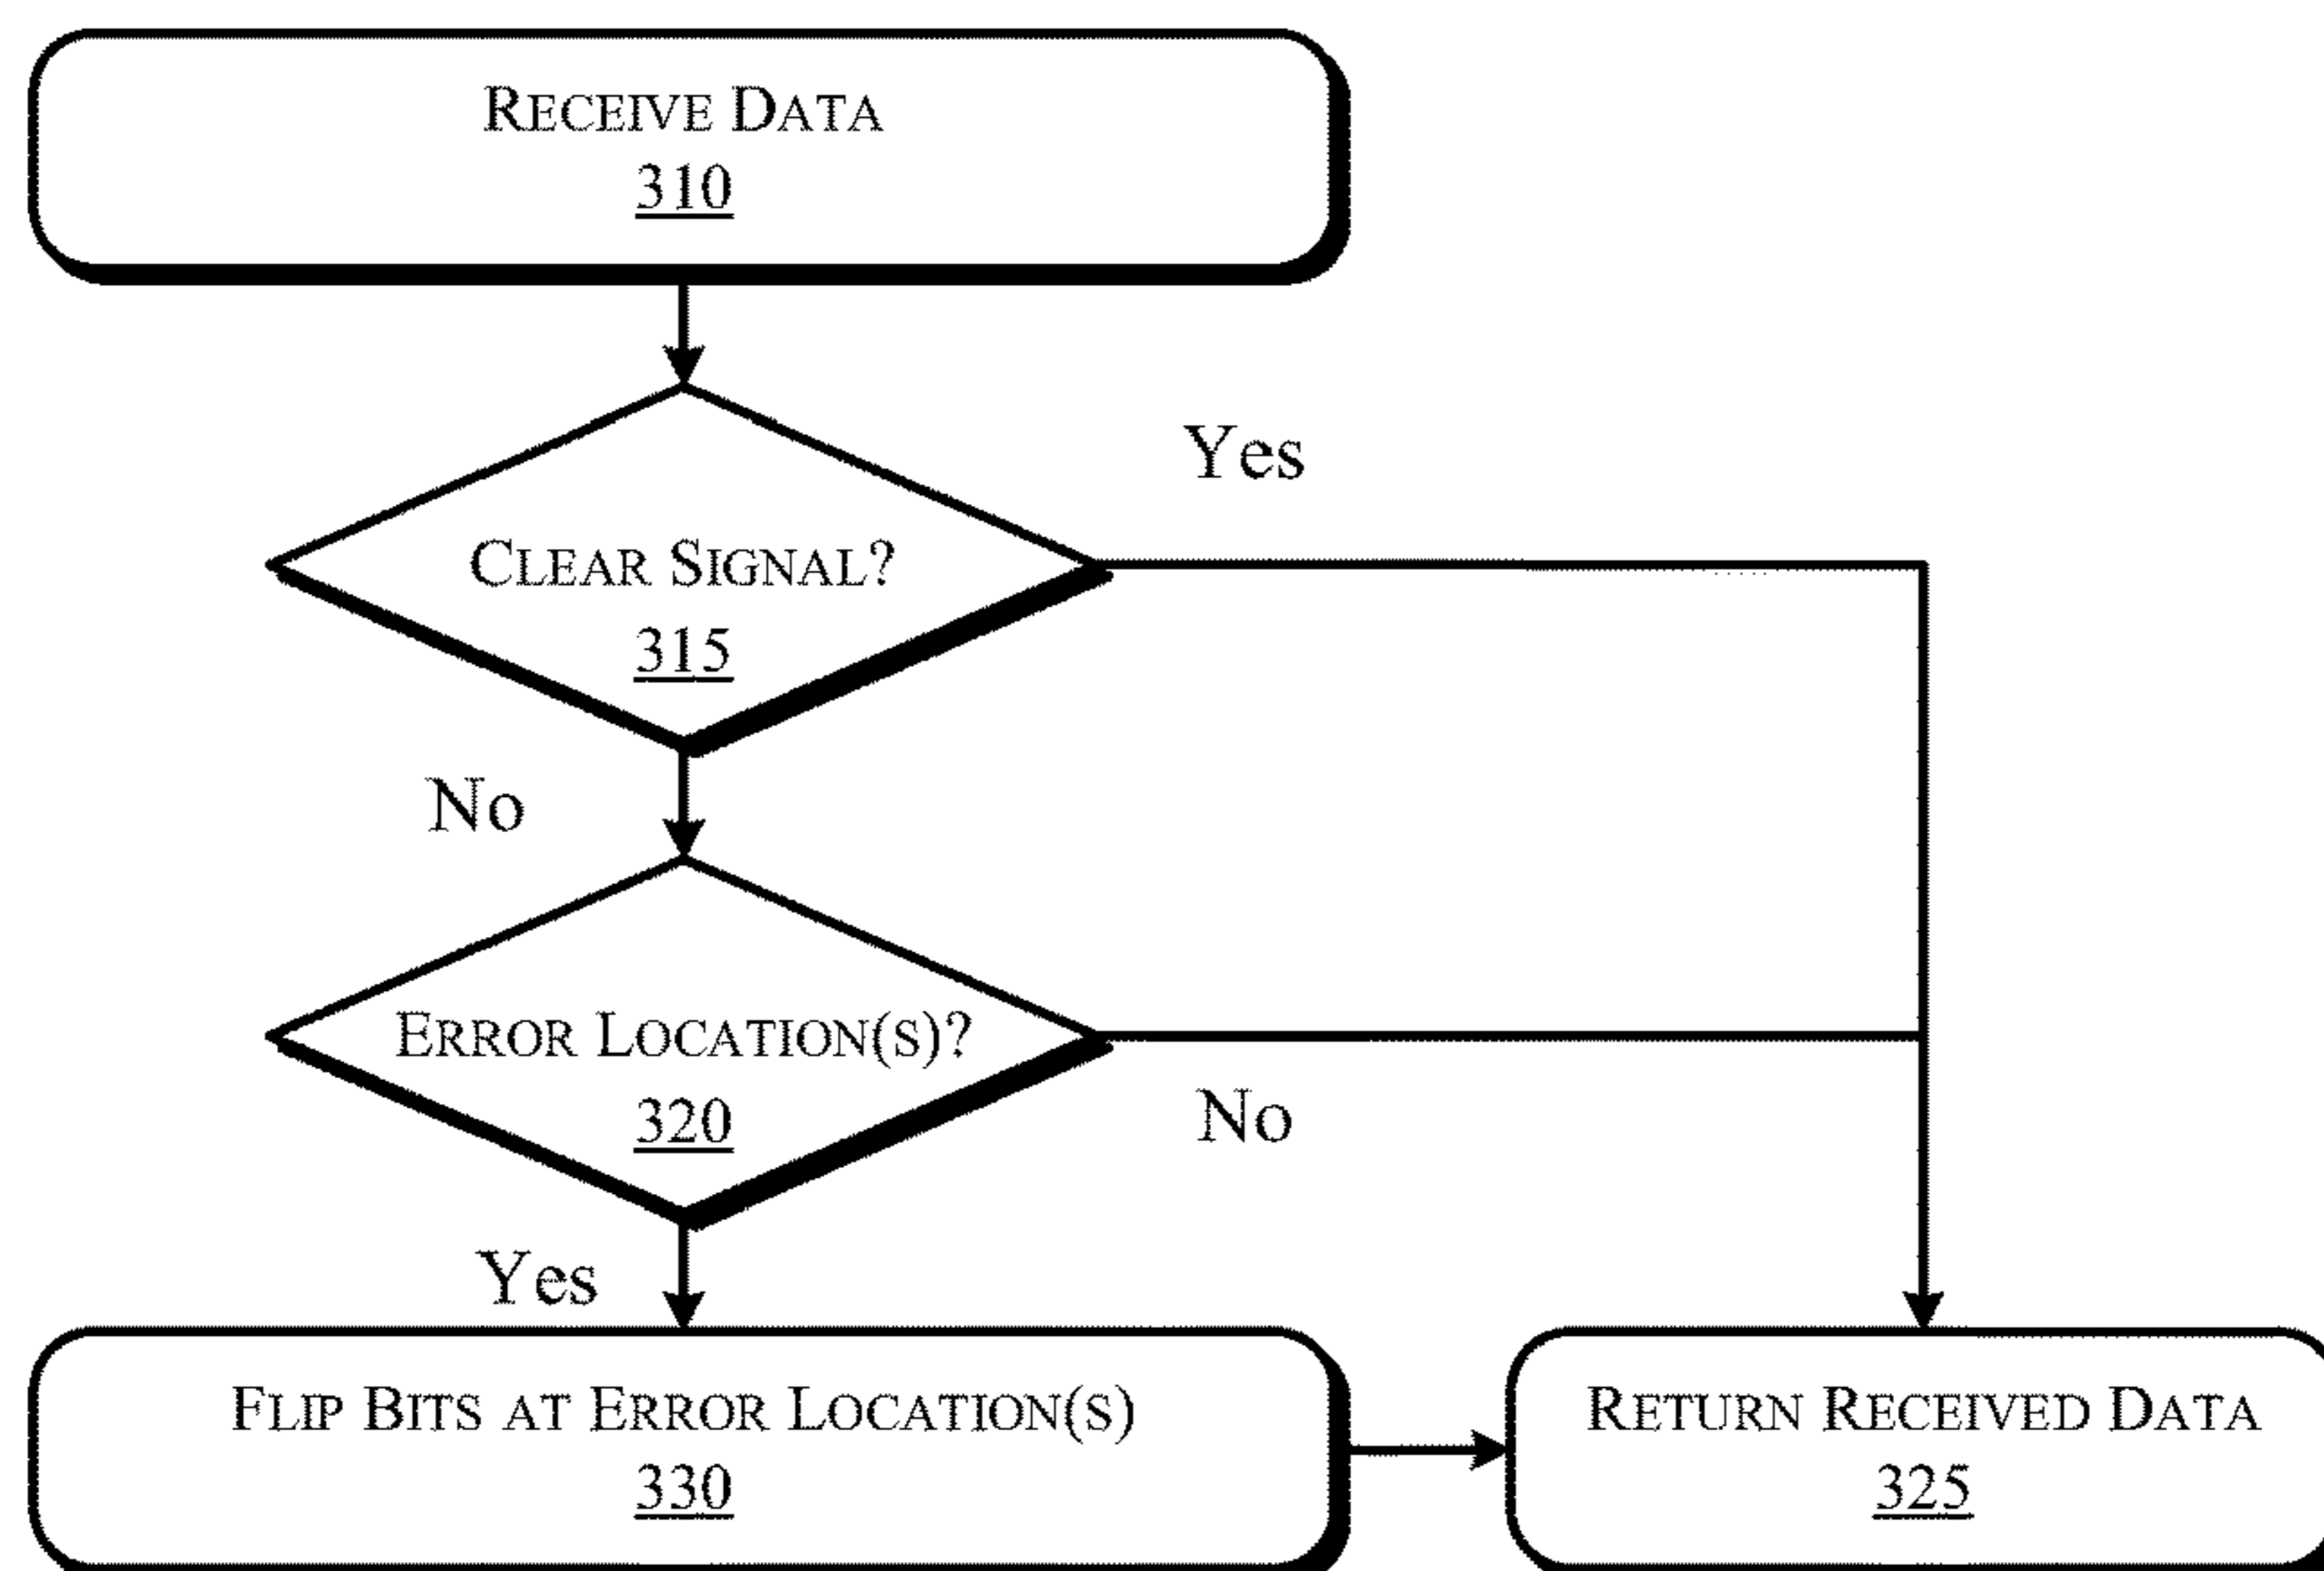 RECEIVE DATA
310
Yes
CLEAR SIGNAL?
315
No
ERROR LOCATION(S)?
320
No
Yes
FLIP BITS AT ERROR LOCATION(S)
330
RETURN RECEIVED DATA
325